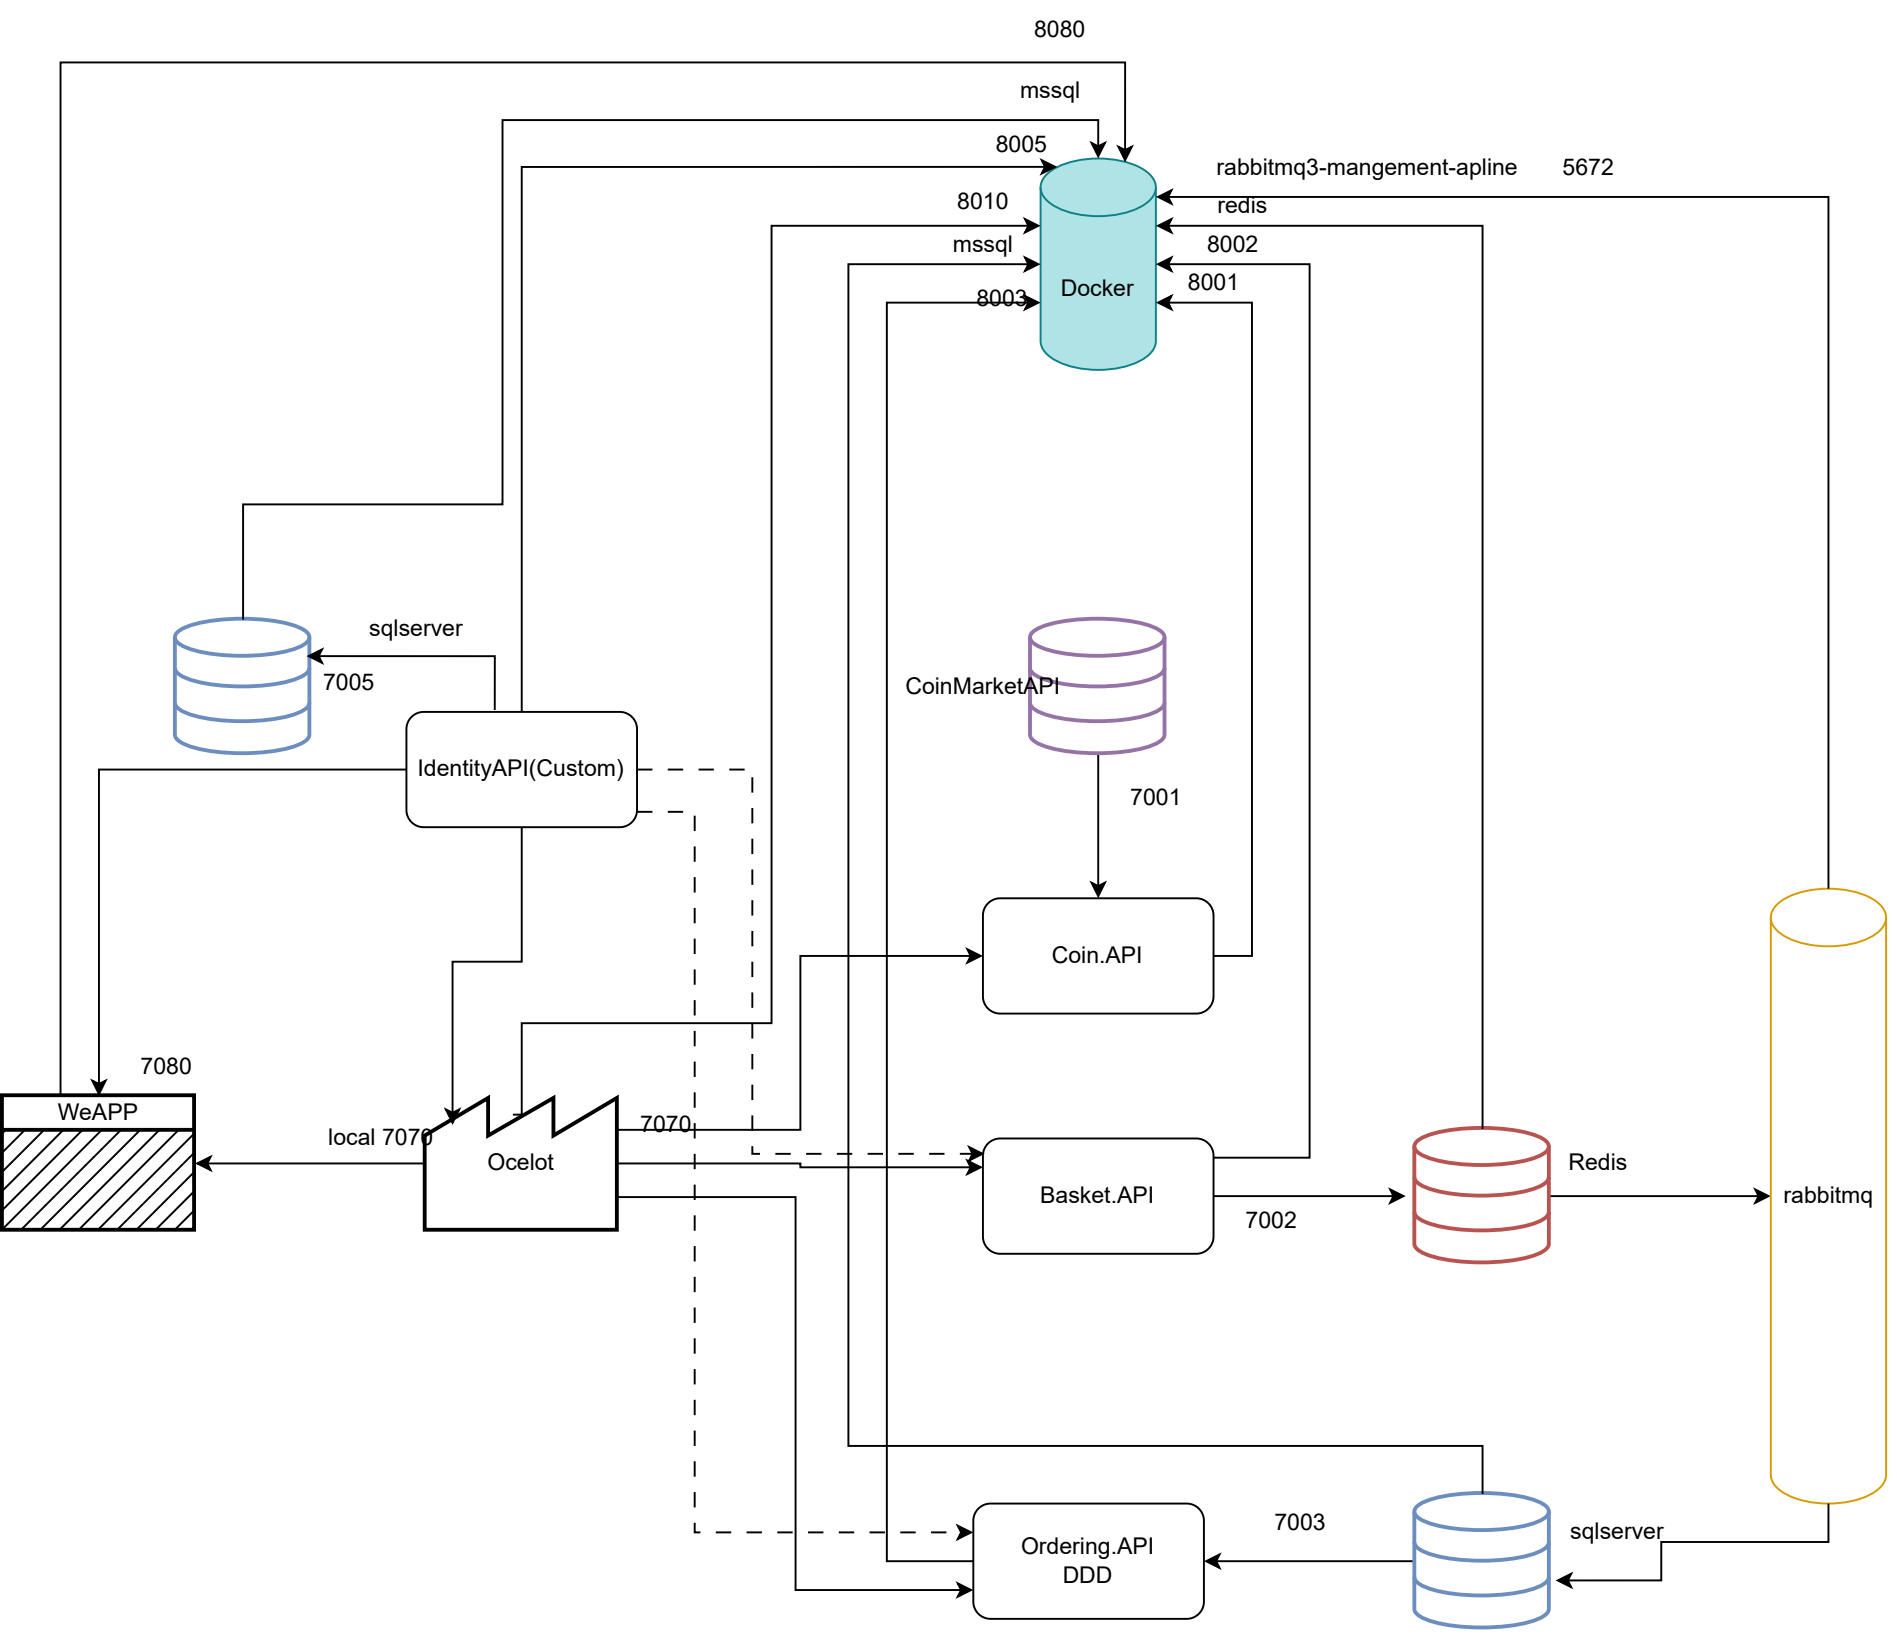 8080
mssql
8005
rabbitmq3-mangement-apline 5672
8010
redis
mssql
8002
8003
Docker
8001
sqlserver
7005
CoinMarketAPI
IdentityAPI(Custom)
7001
Coin.API
7080
WeAPP
local 7070
7070
Ocelot
Basket.API
7002
Redis
rabbitmq
7003
sqlserver
Ordering.API
DDD